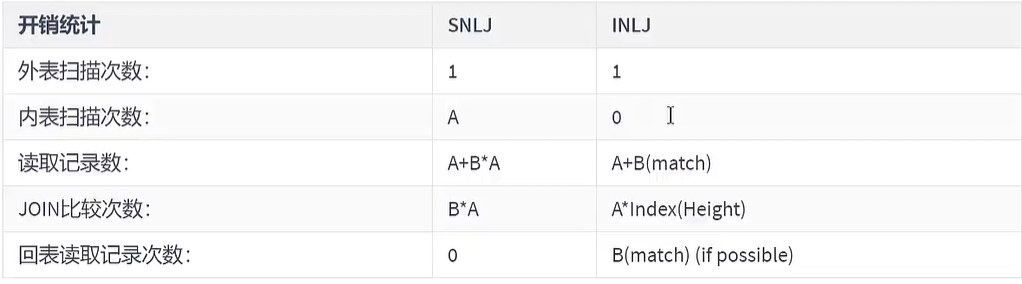 开销统计 SNLJ INLJ
外表扫描次数： 1 1
内表扫描次数： A 0
读取记录数： A+B*A A+B(match)
JOIN比较次数： B*A A*Index(Height)
回表读取记录次数： 0 B(match) (if possible)